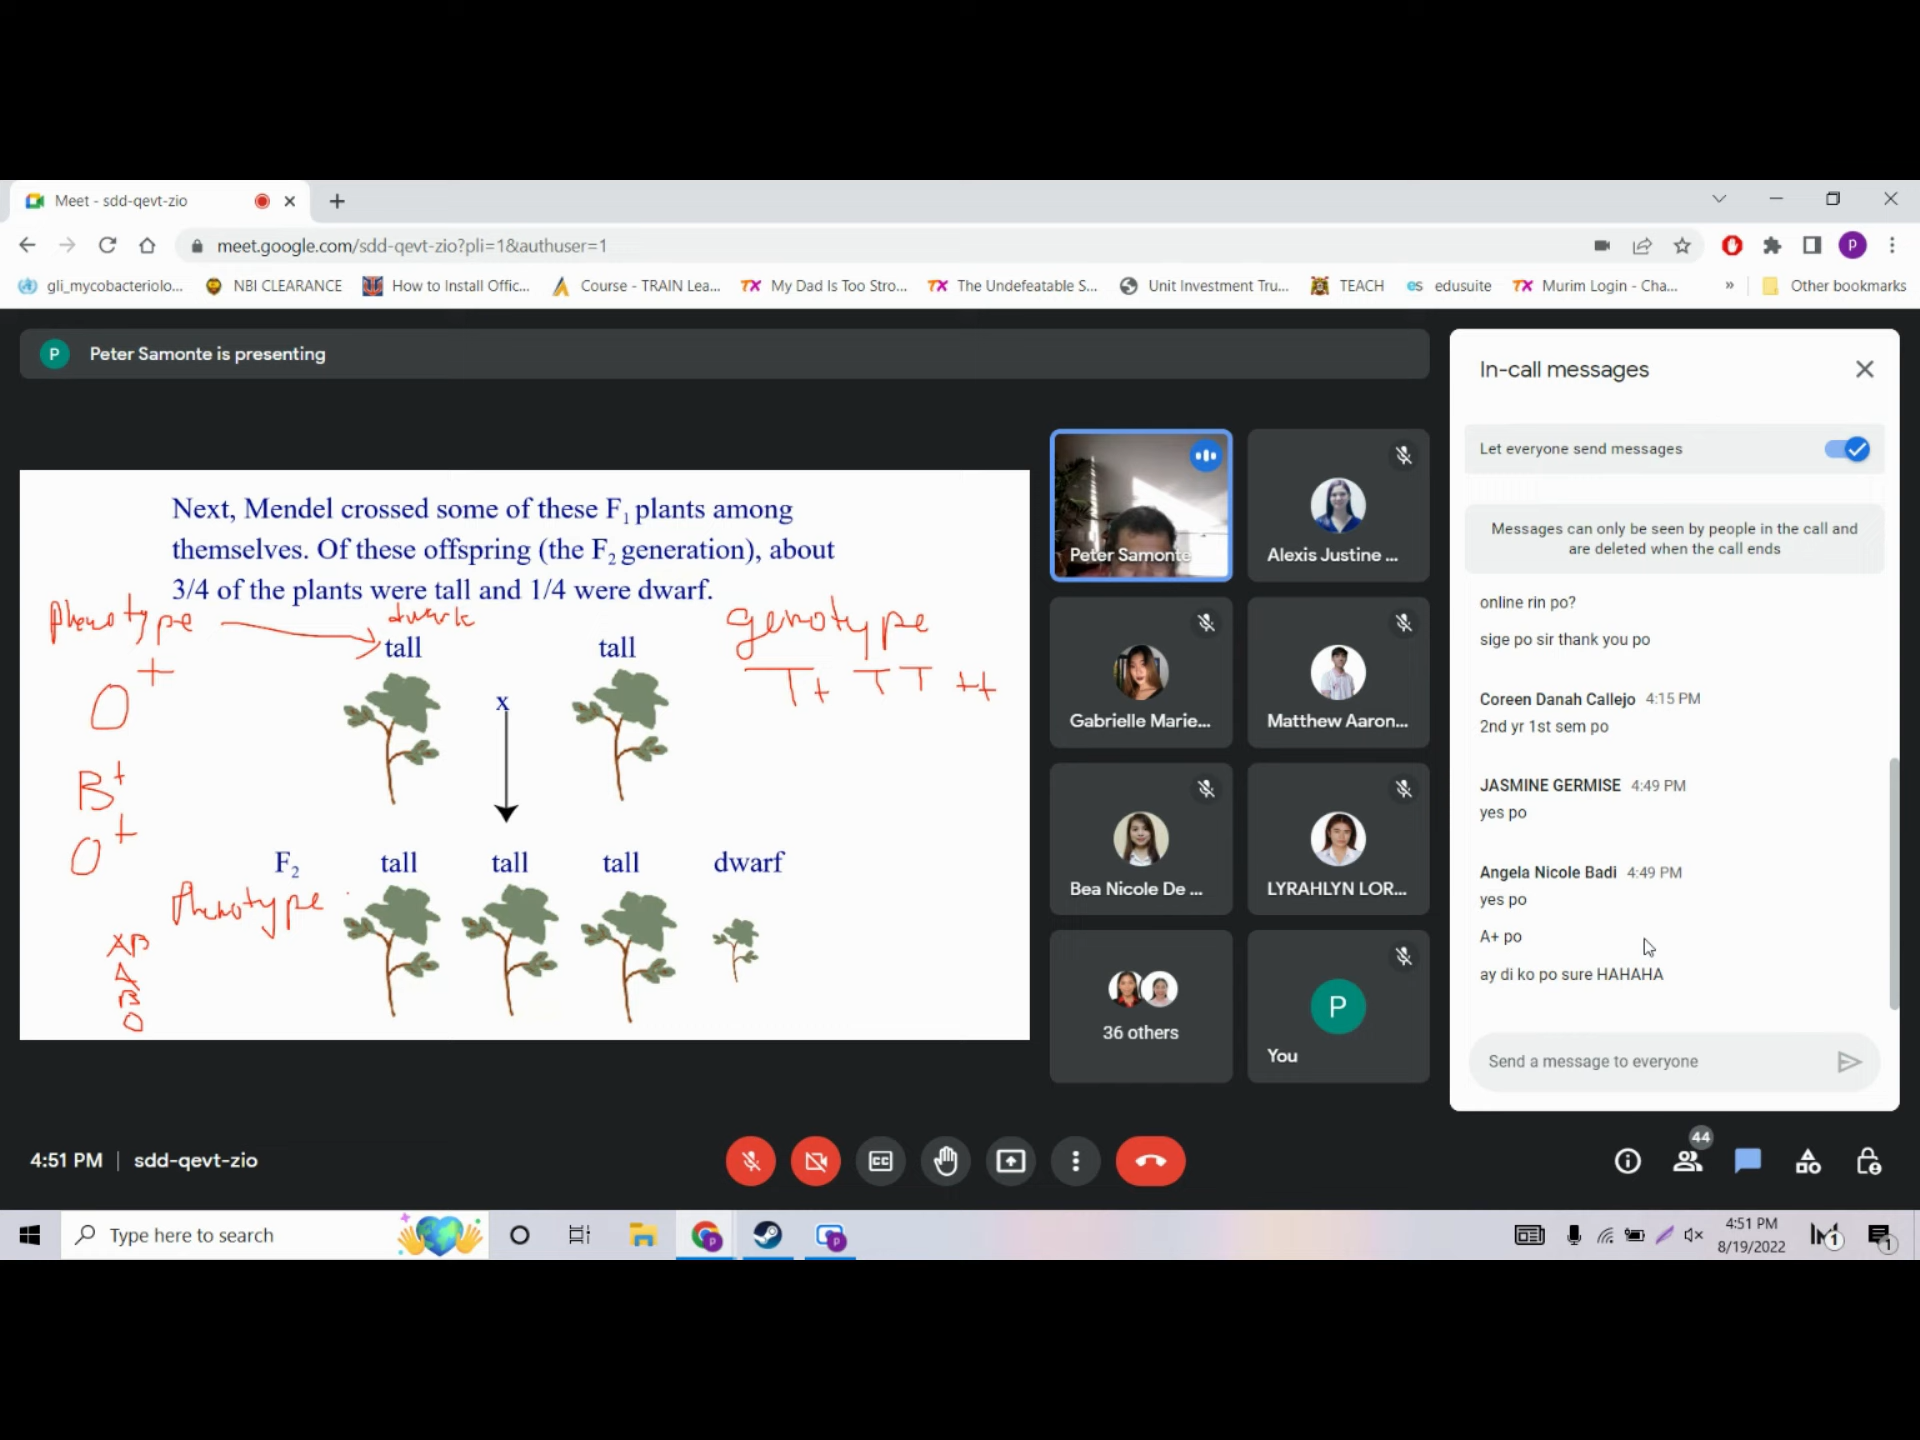 Meet - sdd-qevt-zio
meet.google.com/sdd-qevt-zio?pli=1&authuser=1
P
gli_mycobacteriolo...
NBI CLEARANCE
How to Install Offic...
Course - TRAIN Lea...
TX My Dad Is Too Stro...
TX The Undefeatable S...
Unit Investment Tru...
TEACH
es edusuite
TX Murim Login - Cha...
»
Other bookmarks
P Peter Samonte is presenting
Next, Mendel crossed some of these F1 plants among
themselves. Of these offspring (the F2 generation), about
3/4 of the plants were tall and 1/4 were dwarf.
Phenotype
genotype
tall
tall
Tt TT tt
O+
x
B+
O+
F2 tall tall tall dwarf
Phenotype
AB
A
B
O
Peter Samonte
Alexis Justine ...
Gabrielle Marie...
Matthew Aaron...
Bea Nicole De ...
LYRAHLYN LOR...
36 others
P
You
In-call messages
Let everyone send messages
Messages can only be seen by people in the call and
are deleted when the call ends
online rin po?
sige po sir thank you po
Coreen Danah Callejo 4:15 PM
2nd yr 1st sem po
JASMINE GERMISE 4:49 PM
yes po
Angela Nicole Badi 4:49 PM
yes po
A+ po
ay di ko po sure HAHAHA
Send a message to everyone
4:51 PM | sdd-qevt-zio
CC
44
Type here to search
4:51 PM
8/19/2022
1
1